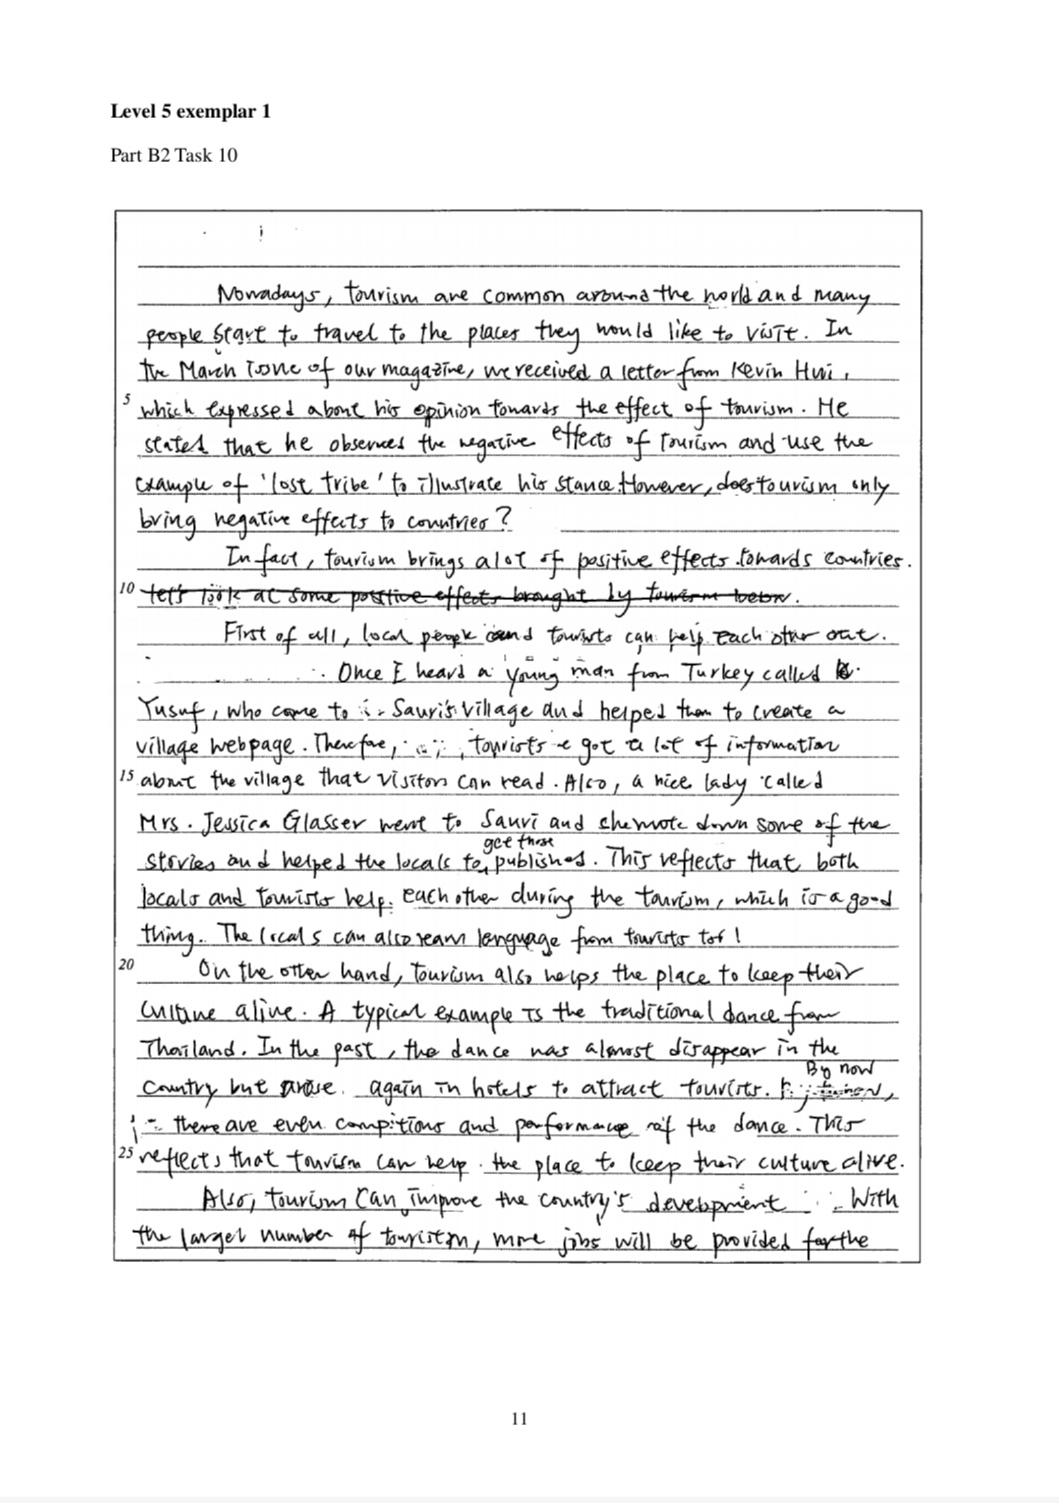 Level 5 exemplar 1
Part B2 Task 10
Nowadays, tourism are common around the world and many
people start to travel to the places they would like to visit. In
the March issue of our magazine, we received a letter from Kevin Hui,
5 which expressed about his opinion towards the effect of tourism. He
stated that he observed the negative effects of tourism and use the
example of 'lost tribe' to illustrate his stance. However, does tourism only
bring negative effects to countries?
In fact, tourism brings a lot of positive effects towards countries.
10 let's look at some positive effects brought by tourism below.
First of all, local people and tourists can help each other out.
Once I heard a young man from Turkey called
Yusuf, who came to Sauri's village and helped them to create a
village webpage. Therefore, tourists got a lot of information
15 about the village that visitors can read. Also, a nice lady called
Mrs. Jessica Glasser went to Sauri and she wrote down some of the
get those
stories and helped the locals to published. This reflects that both
locals and tourists help each other during the tourism, which is a good
thing. The locals can also learn language from tourists too!
20 On the other hand, tourism also helps the place to keep their
culture alive. A typical example is the traditional dance from
Thailand. In the past, the dance was almost disappear in the
By now
country but arose again in hotels to attract tourists.
there are even compitions and performance of the dance. This
25 reflects that tourism can help the place to keep their culture alive.
Also, tourism can improve the country's development With
the larget number of tourism, more jobs will be provided for the
11